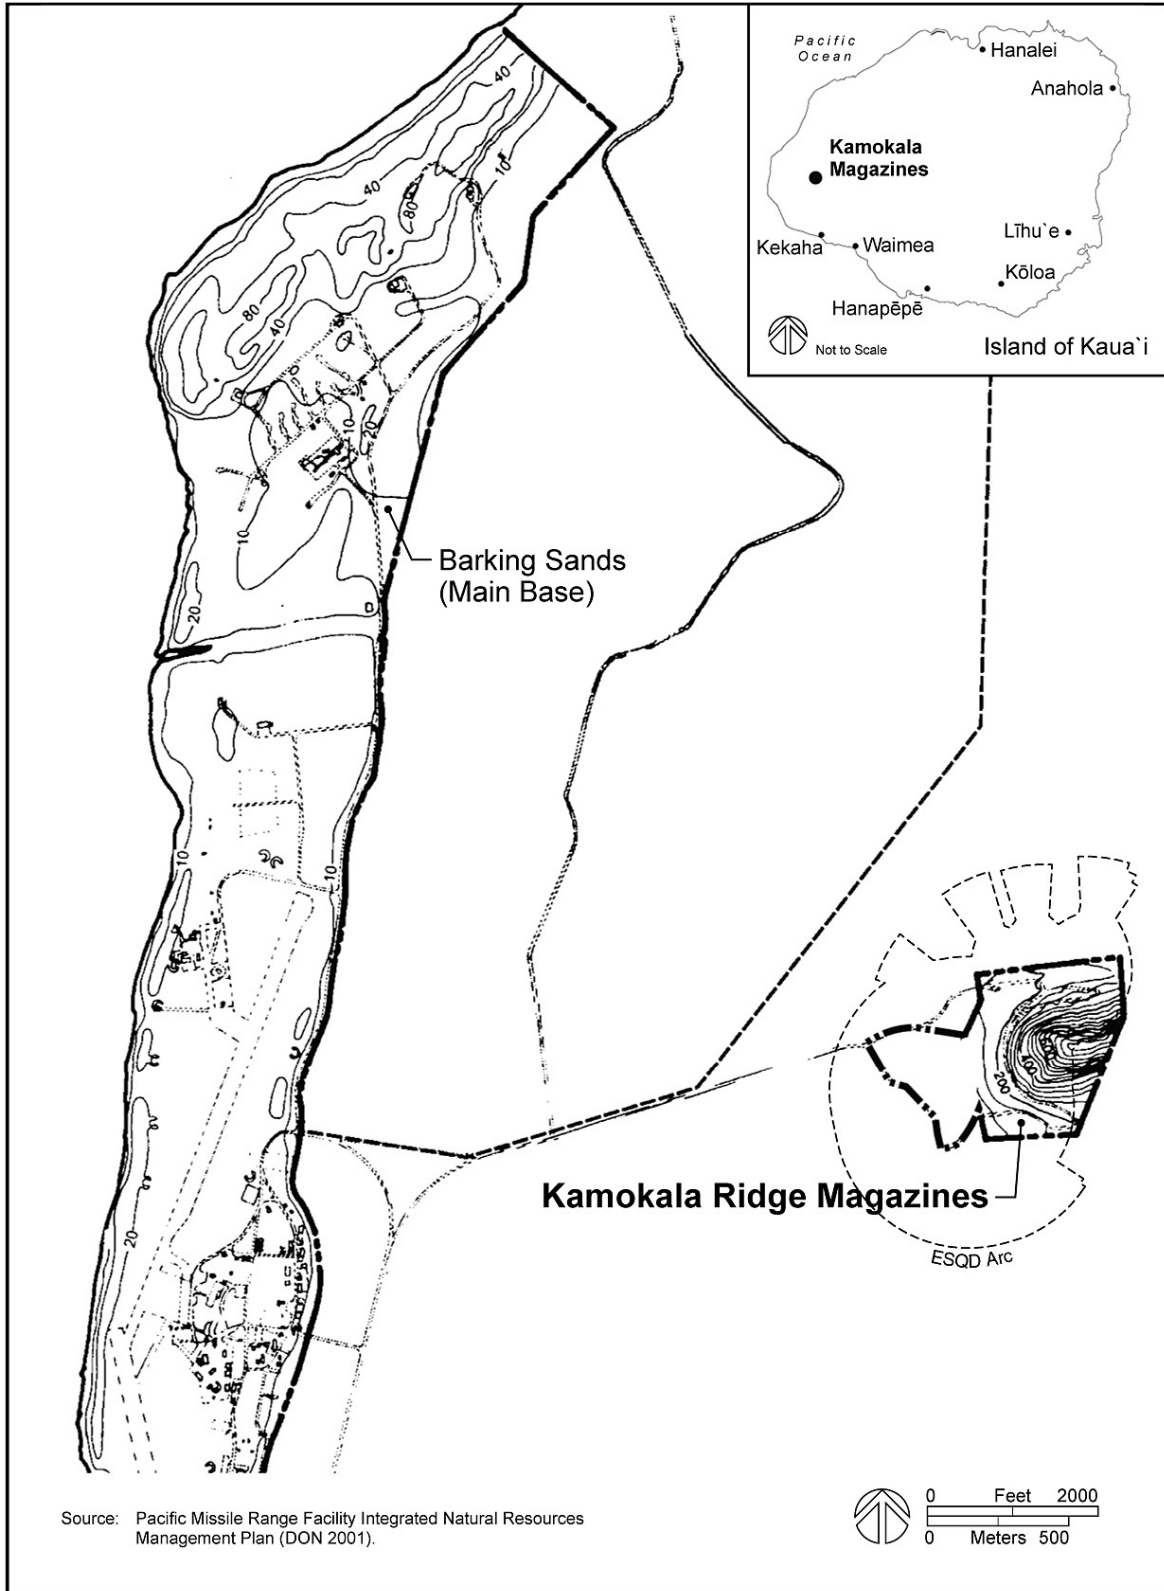 Pacific
Ocean
Hanalei
Anahola
Kamokala
Magazines
Līhu`e
Kekaha
Waimea
Kōloa
Hanapēpē
Not to Scale
Island of Kaua`i
40
10
40
80
80
40
10
20
10
Barking Sands
(Main Base)
20
10
10
200
400
Kamokala Ridge Magazines
ESQD Arc
20
Source: Pacific Missile Range Facility Integrated Natural Resources
Management Plan (DON 2001).
0 Feet 2000
0 Meters 500